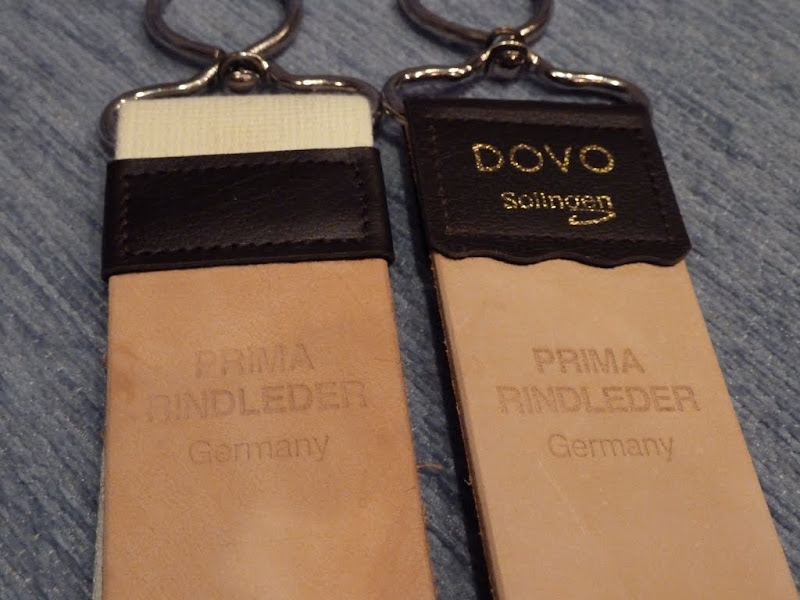 DOVO
Solingen
PRIMA
RINDLEDER
Germany
PRIMA
RINDLEDER
Germany